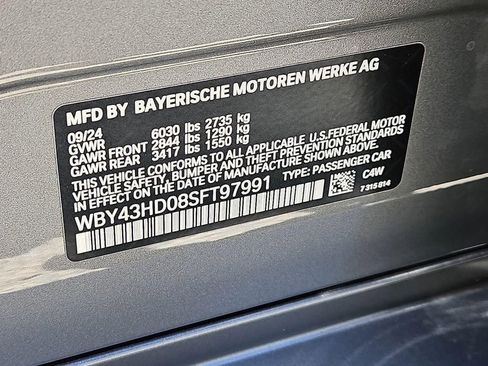 MFD BY BAYERISCHE MOTOREN WERKE AG
09/24 6030 lbs 2735 kg
GVWR 2844 lbs 1290 kg
GAWR FRONT 3417 lbs 1550 kg
GAWR REAR
THIS VEHICLE CONFORMS TO ALL APPLICABLE U.S.FEDERAL MOTOR
VEHICLE SAFETY, BUMPER AND THEFT PREVENTION STANDARDS
IN EFFECT ON THE DATE OF MANUFACTURE SHOWN ABOVE.
WBY43HD08SFT97991 TYPE: PASSENGER CAR
C4W
7 315 814